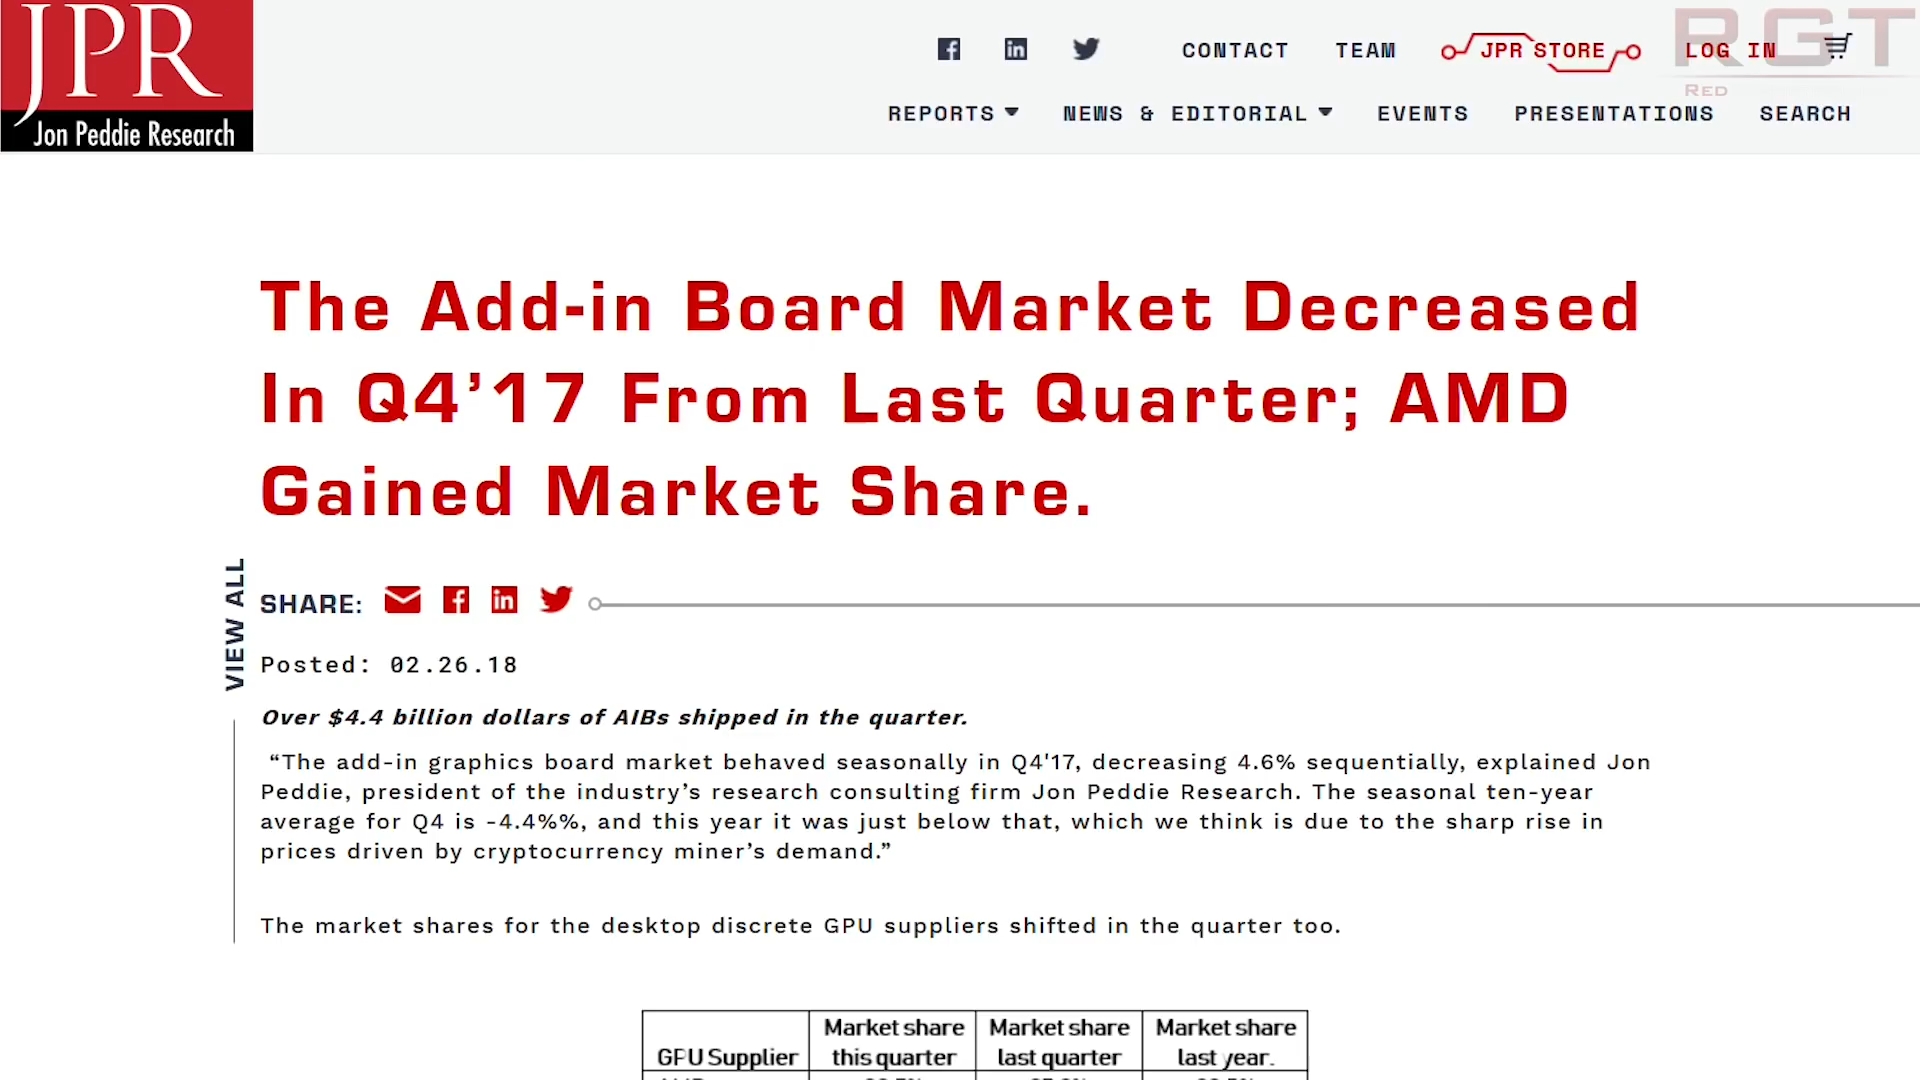 JPR
Jon Peddie Research
CONTACT TEAM JPR STORE LOG IN
RGT
RED
REPORTS NEWS & EDITORIAL EVENTS PRESENTATIONS SEARCH
The Add-in Board Market Decreased
In Q4’17 From Last Quarter; AMD
Gained Market Share.
VIEW ALL
SHARE:
Posted: 02.26.18
Over $4.4 billion dollars of AIBs shipped in the quarter.
“The add-in graphics board market behaved seasonally in Q4'17, decreasing 4.6% sequentially, explained Jon
Peddie, president of the industry’s research consulting firm Jon Peddie Research. The seasonal ten-year
average for Q4 is -4.4%%, and this year it was just below that, which we think is due to the sharp rise in
prices driven by cryptocurrency miner’s demand.”
The market shares for the desktop discrete GPU suppliers shifted in the quarter too.
GPU Supplier
Market share
this quarter
Market share
last quarter
Market share
last year.